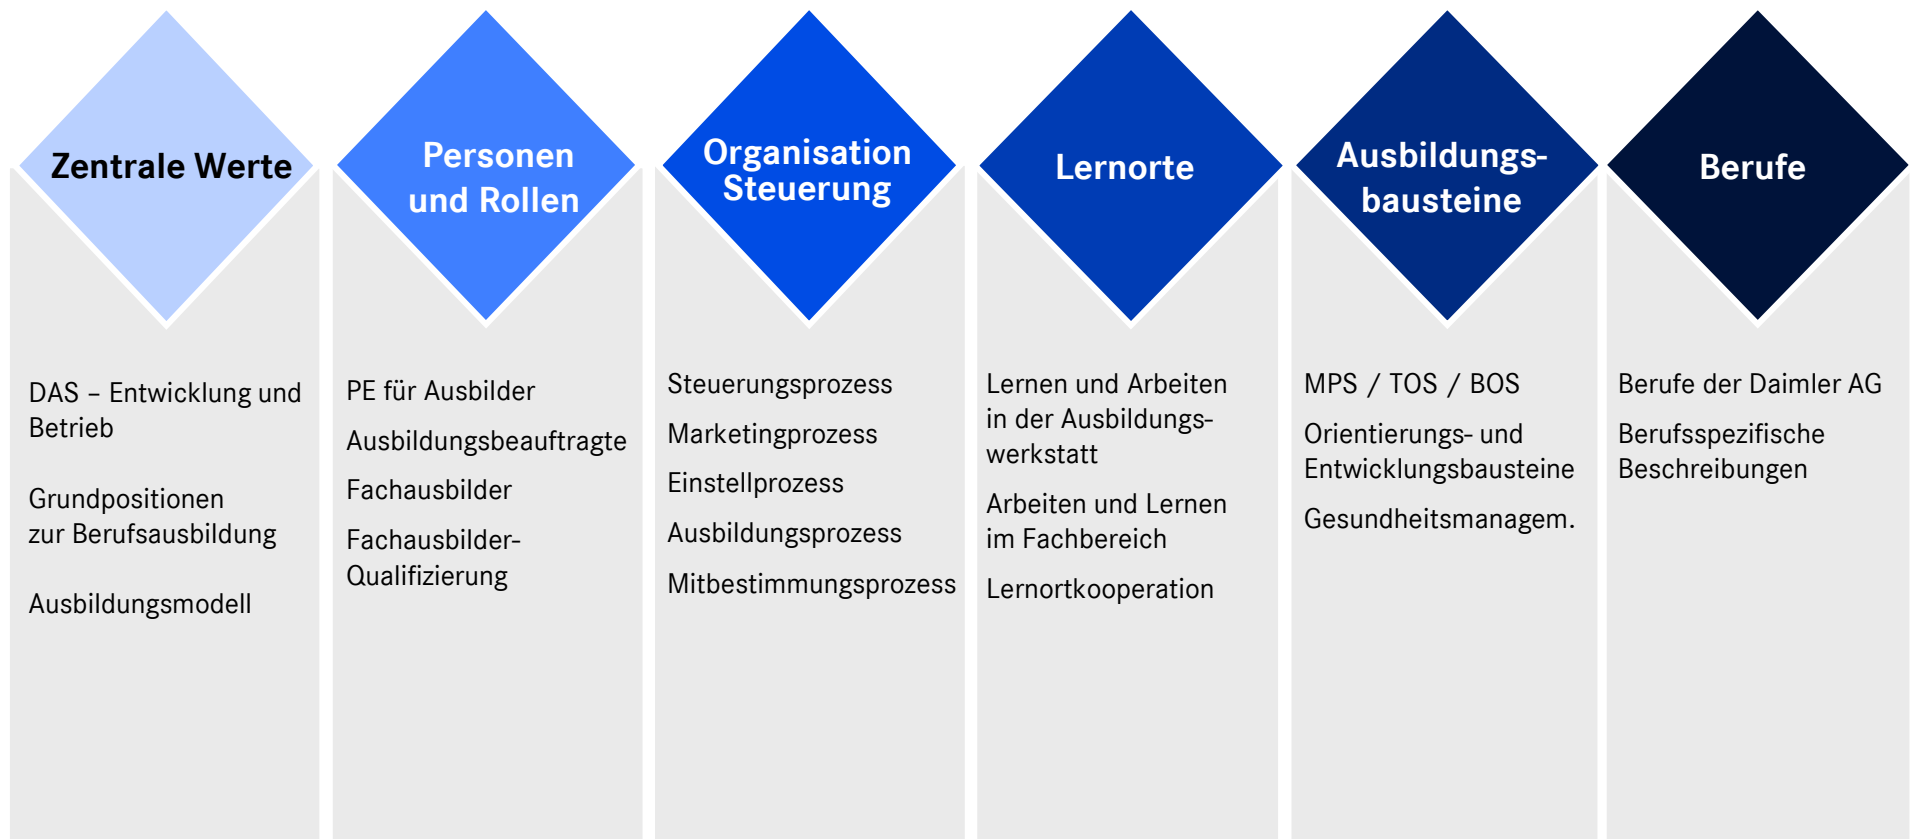 Zentrale Werte
DAS – Entwicklung und
Betrieb
Grundpositionen
zur Berufsausbildung
Ausbildungsmodell
Personen
und Rollen
PE für Ausbilder
Ausbildungsbeauftragte
Fachausbilder
Fachausbilder-
Qualifizierung
Organisation
Steuerung
Steuerungsprozess
Marketingprozess
Einstellprozess
Ausbildungsprozess
Mitbestimmungsprozess
Lernorte
Lernen und Arbeiten
in der Ausbildungs-
werkstatt
Arbeiten und Lernen
im Fachbereich
Lernortkooperation
Ausbildungs-
bausteine
MPS / TOS / BOS
Orientierungs- und
Entwicklungsbausteine
Gesundheitsmanagem.
Berufe
Berufe der Daimler AG
Berufsspezifische
Beschreibungen